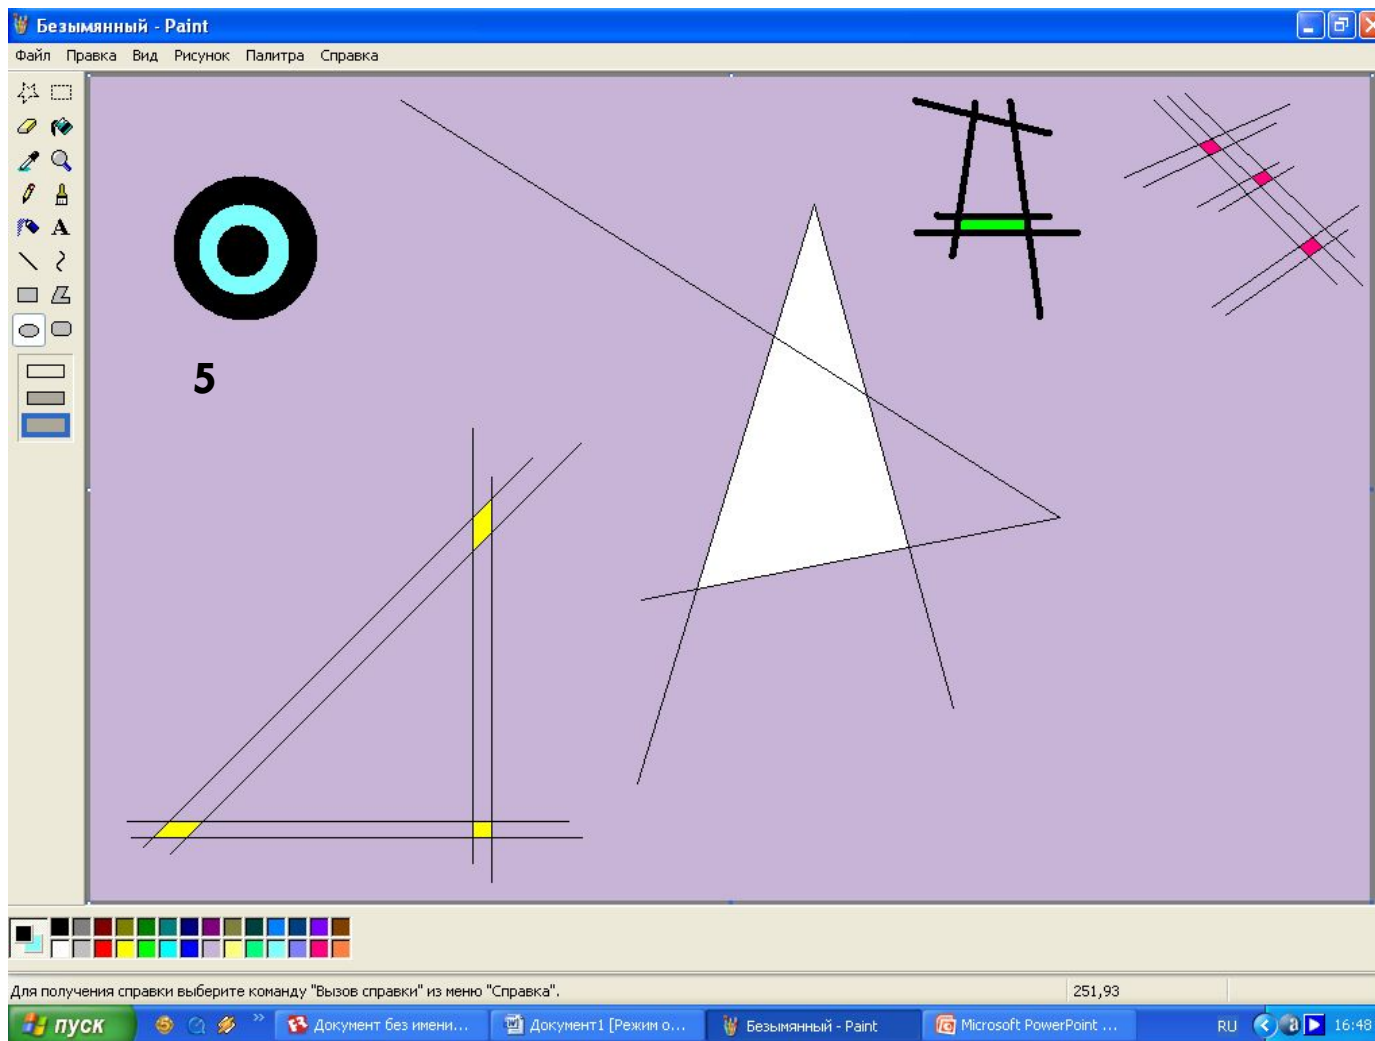 Безымянный - Paint
Файл Правка Вид Рисунок Палитра Справка
A
5
Для получения справки выберите команду "Вызов справки" из меню "Справка".
251,93
пуск
Документ без имени...
Документ1 [Режим о...
Безымянный - Paint
Microsoft PowerPoint ...
RU
16:48